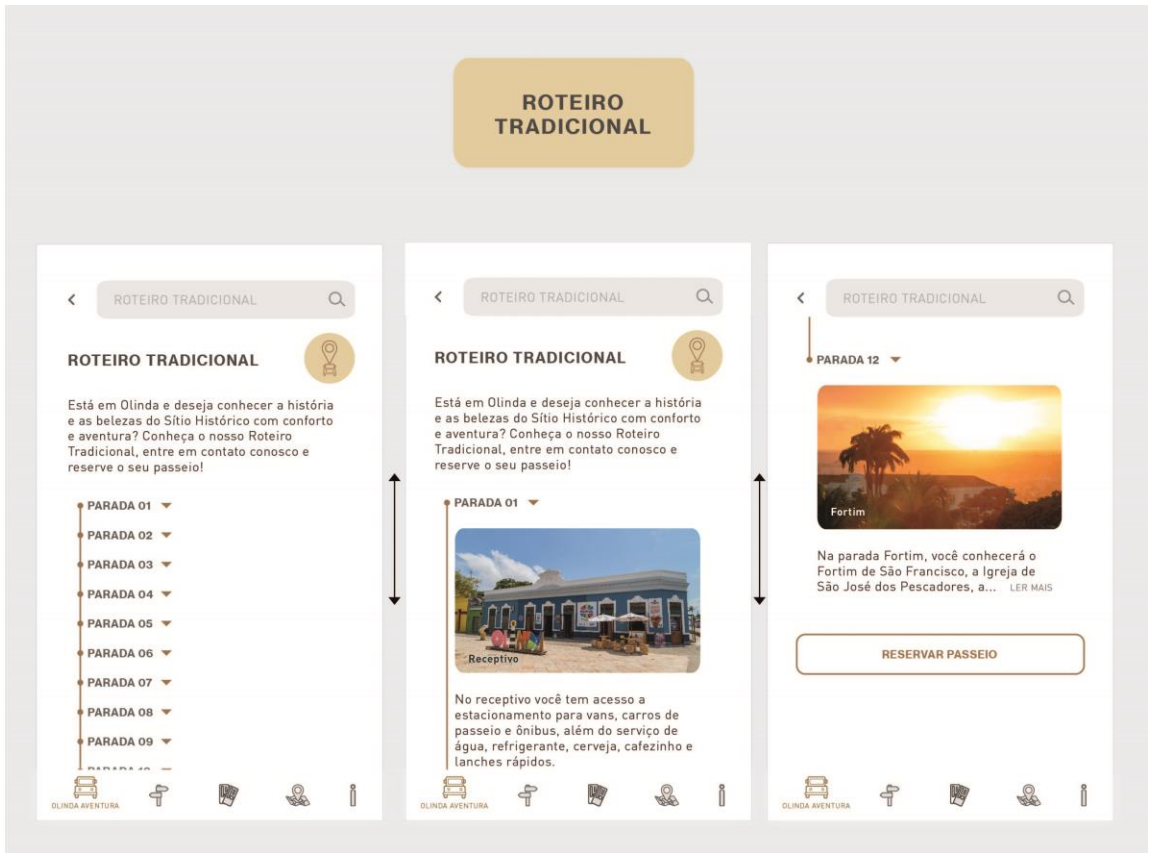 ROTEIRO
TRADICIONAL
ROTEIRO TRADICIONAL
ROTEIRO TRADICIONAL
Está em Olinda e deseja conhecer a história
e as belezas do Sítio Histórico com conforto
e aventura? Conheça o nosso Roteiro
Tradicional, entre em contato conosco e
reserve o seu passeio!
PARADA 01
PARADA 02
PARADA 03
PARADA 04
PARADA 05
PARADA 06
PARADA 07
PARADA 08
PARADA 09
OLINDA AVENTURA
ROTEIRO TRADICIONAL
ROTEIRO TRADICIONAL
Está em Olinda e deseja conhecer a história
e as belezas do Sítio Histórico com conforto
e aventura? Conheça o nosso Roteiro
Tradicional, entre em contato conosco e
reserve o seu passeio!
PARADA 01
OLINDA
Receptivo
No receptivo você tem acesso a
estacionamento para vans, carros de
passeio e ônibus, além do serviço de
água, refrigerante, cerveja, cafezinho e
lanches rápidos.
OLINDA AVENTURA
ROTEIRO TRADICIONAL
PARADA 12
Fortim
Na parada Fortim, você conhecerá o
Fortim de São Francisco, a Igreja de
São José dos Pescadores, a... LER MAIS
RESERVAR PASSEIO
OLINDA AVENTURA